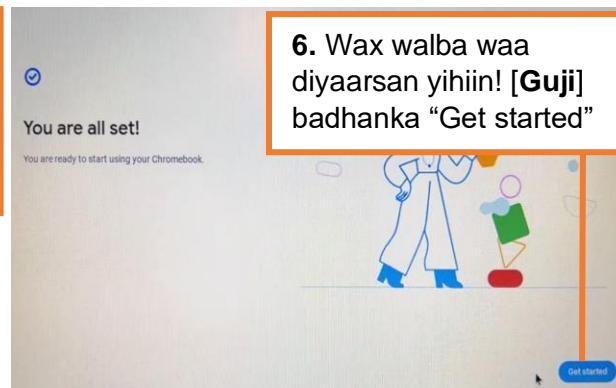 6. Wax walba waa
diyaarsan yihiin! [Guji]
badhanka “Get started”
You are all set!
You are ready to start using your Chromebook.
Get started